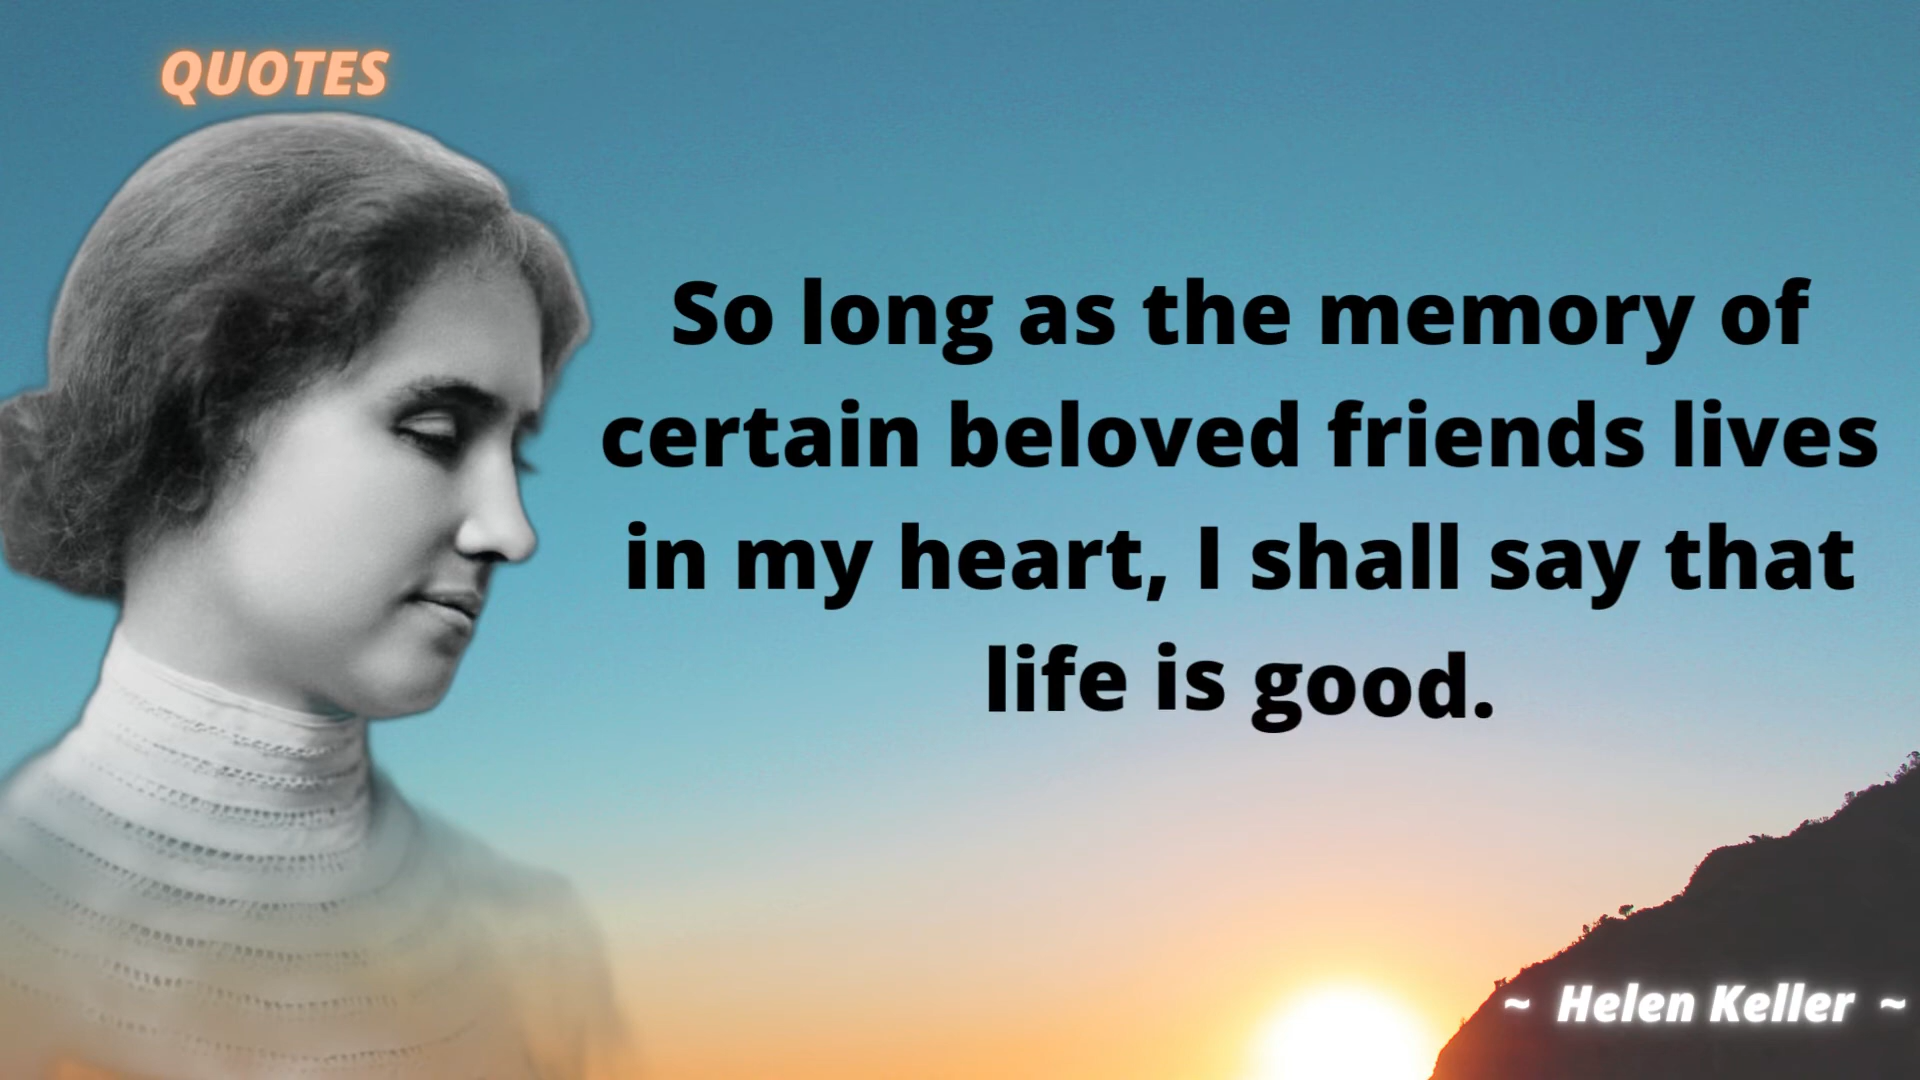 QUOTES
So long as the memory of
certain beloved friends lives
in my heart, I shall say that
life is good.
~ Helen Keller ~